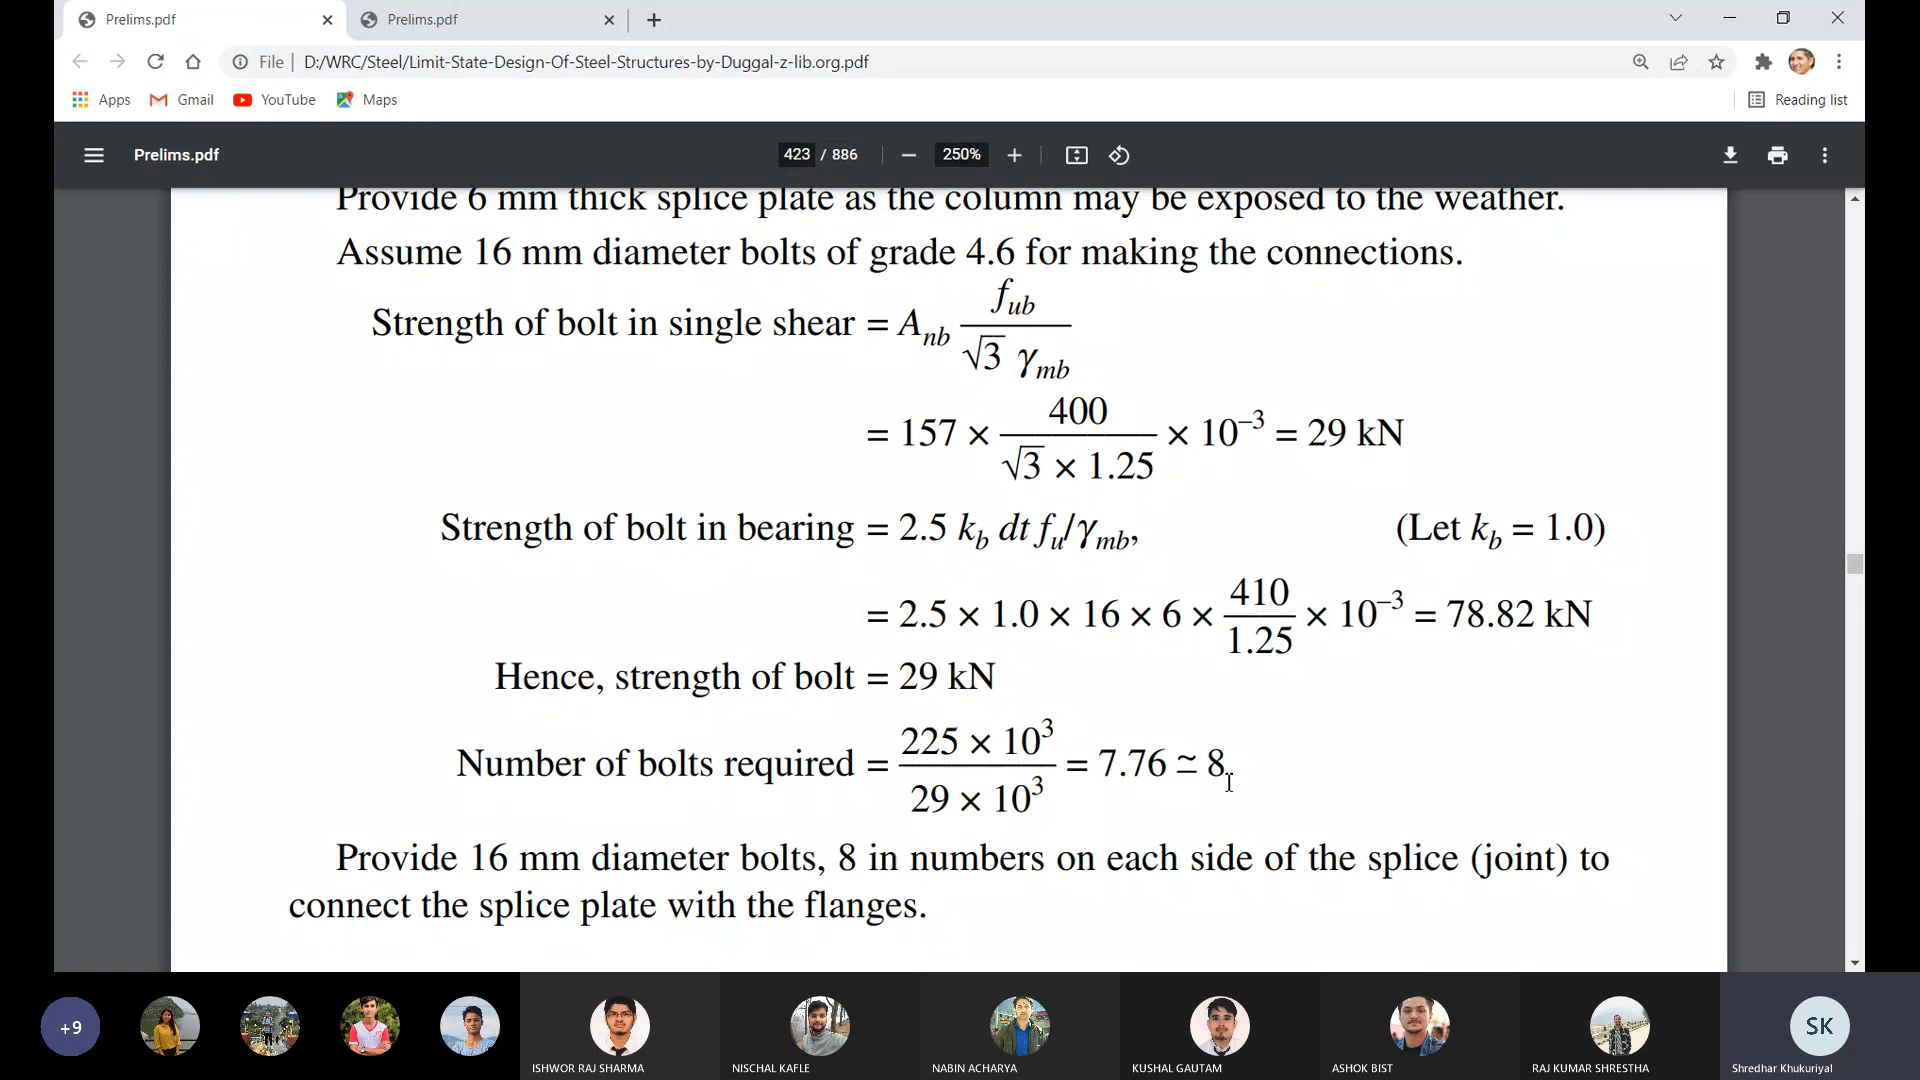 Prelims.pdf
Prelims.pdf
File | D:/WRC/Steel/Limit-State-Design-Of-Steel-Structures-by-Duggal-z-lib.org.pdf
Apps Gmail YouTube Maps Reading list
Prelims.pdf 423 / 886 250%
Provide 6 mm thick splice plate as the column may be exposed to the weather.
Assume 16 mm diameter bolts of grade 4.6 for making the connections.
Strength of bolt in single shear = A_nb f_ub / (√3 γ_mb)
= 157 × 400 / (√3 × 1.25) × 10^–3 = 29 kN
Strength of bolt in bearing = 2.5 k_b dt f_u/γ_mb, (Let k_b = 1.0)
= 2.5 × 1.0 × 16 × 6 × 410 / 1.25 × 10^–3 = 78.82 kN
Hence, strength of bolt = 29 kN
Number of bolts required = 225 × 10^3 / 29 × 10^3 = 7.76 ≃ 8.
Provide 16 mm diameter bolts, 8 in numbers on each side of the splice (joint) to
connect the splice plate with the flanges.
+9
SK
ISHWOR RAJ SHARMA
NISCHAL KAFLE
NABIN ACHARYA
KUSHAL GAUTAM
ASHOK BIST
RAJ KUMAR SHRESTHA
Shredhar Khukuriyal